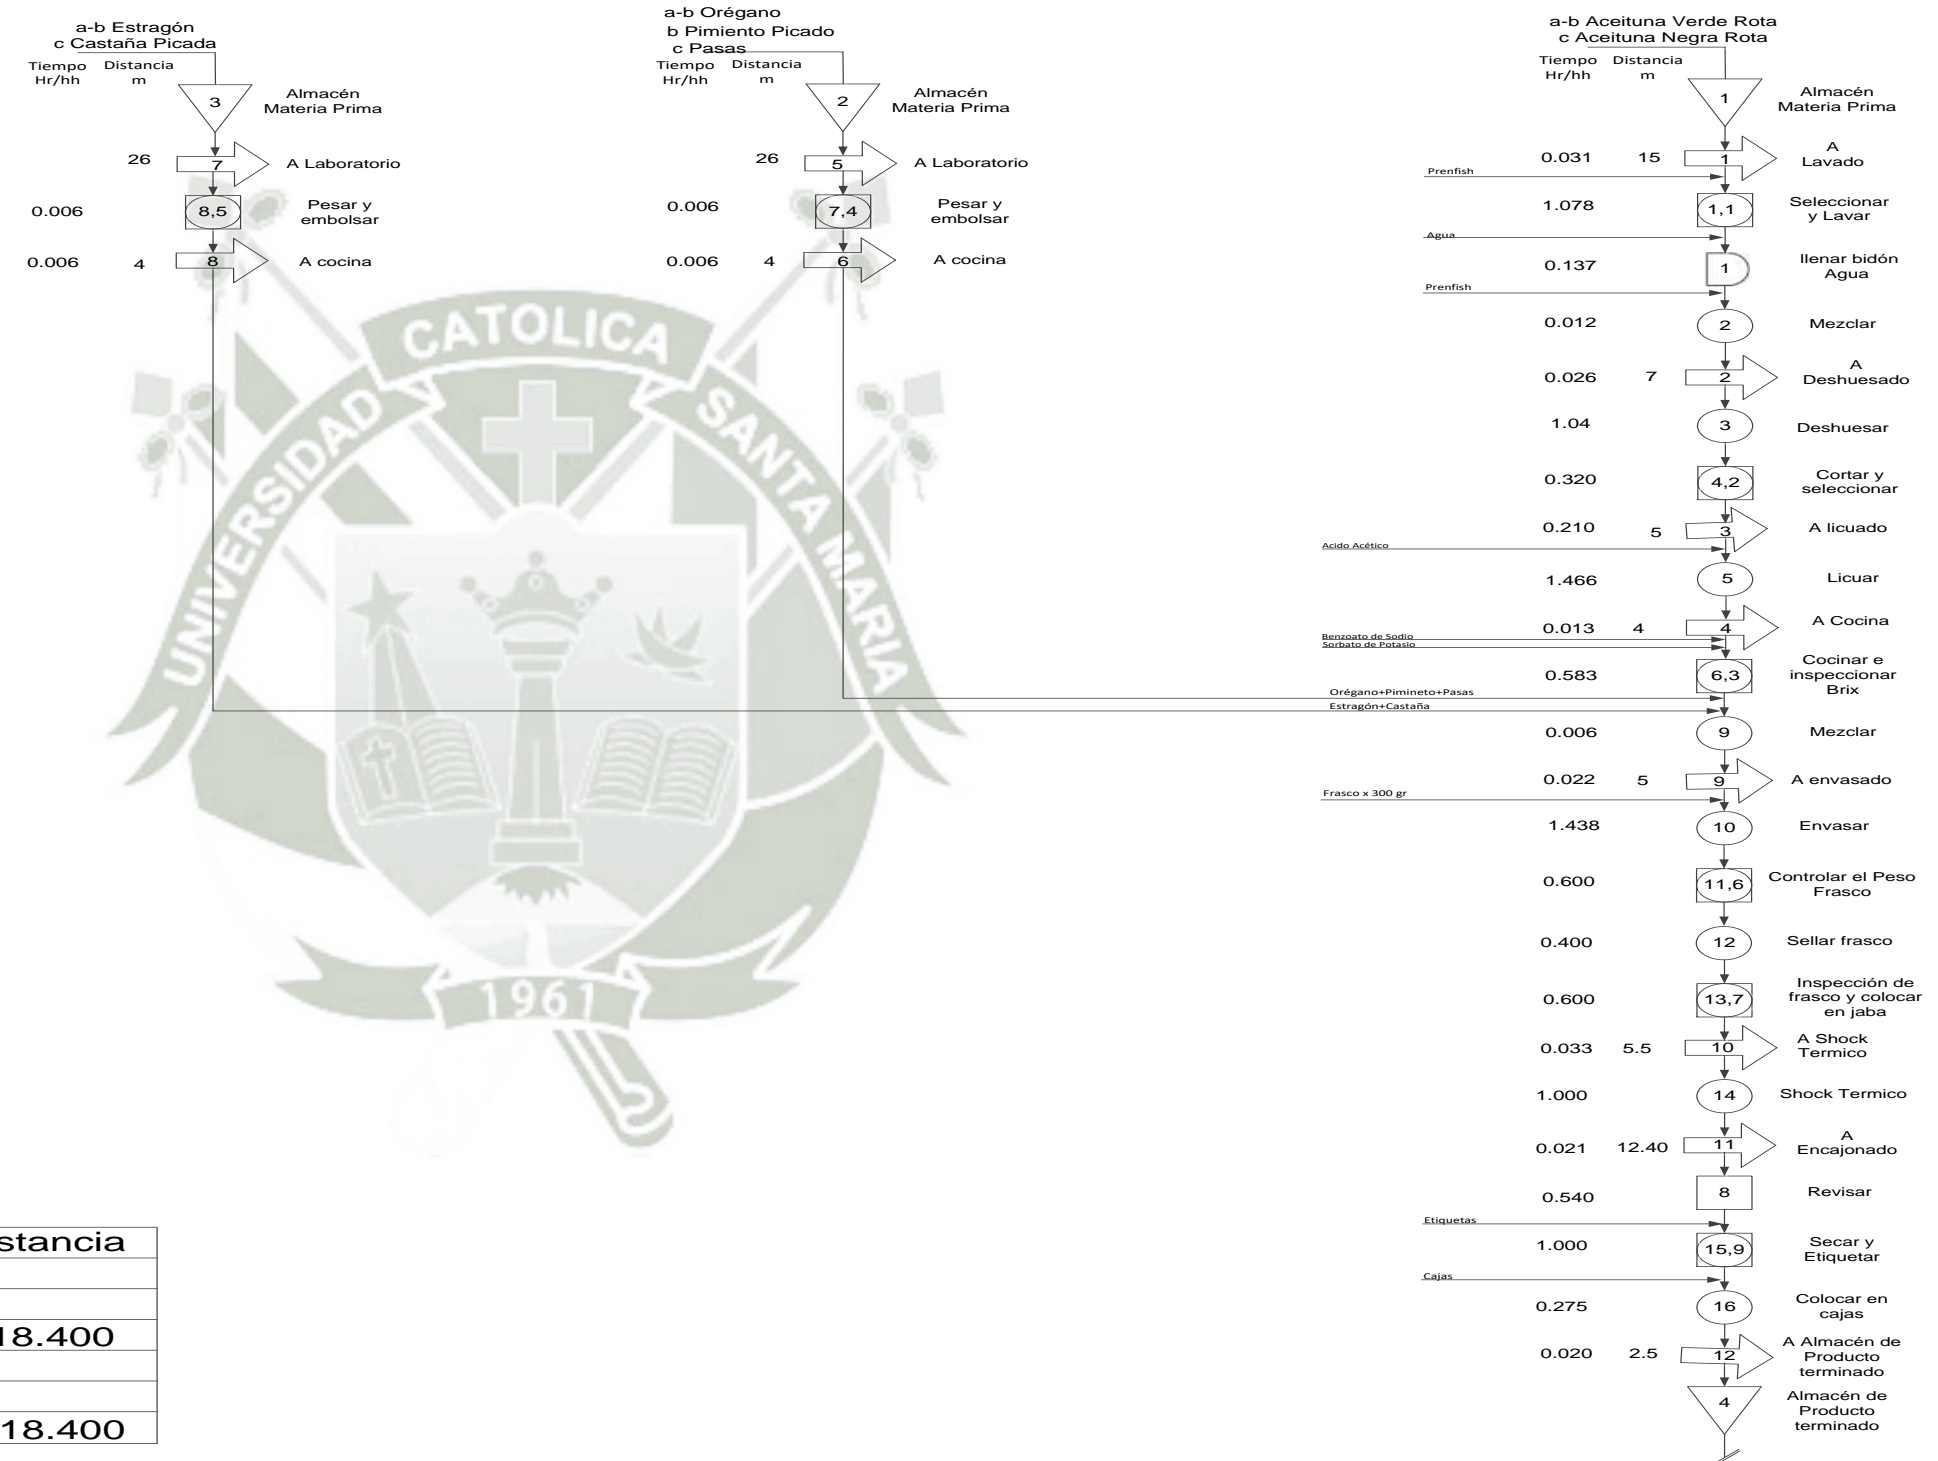 a-b Estragón
c Castaña Picada
Tiempo Distancia
Hr/hh m
3
Almacén
Materia Prima
26 7 A Laboratorio
0.006 8,5 Pesar y
embolsar
0.006 4 8 A cocina
a-b Orégano
b Pimiento Picado
c Pasas
Tiempo Distancia
Hr/hh m
2
Almacén
Materia Prima
26 5 A Laboratorio
0.006 7,4 Pesar y
embolsar
0.006 4 6 A cocina
a-b Aceituna Verde Rota
c Aceituna Negra Rota
Tiempo Distancia
Hr/hh m
1
Almacén
Materia Prima
0.031 15 1 A
Lavado
Prenfish
1.078 1,1 Seleccionar
y Lavar
Agua
0.137 1 llenar bidón
Agua
Prenfish
0.012 2 Mezclar
0.026 7 2 A
Deshuesado
1.04 3 Deshuesar
0.320 4,2 Cortar y
seleccionar
0.210 5 3 A licuado
Acido Acético
1.466 5 Licuar
0.013 4 4 A Cocina
Benzoato de Sodio
Sorbato de Potasio
0.583 6,3 Cocinar e
inspeccionar
Brix
Orégano+Pimineto+Pasas
Estragón+Castaña
0.006 9 Mezclar
0.022 5 9 A envasado
Frasco x 300 gr
1.438 10 Envasar
0.600 11,6 Controlar el Peso
Frasco
0.400 12 Sellar frasco
0.600 13,7 Inspección de
frasco y colocar
en jaba
0.033 5.5 10 A Shock
Termico
1.000 14 Shock Termico
0.021 12.40 11 A
Encajonado
0.540 8 Revisar
Etiquetas
1.000 15,9 Secar y
Etiquetar
Cajas
0.275 16 Colocar en
cajas
0.020 2.5 12 A Almacén de
Producto
terminado
4 Almacén de
Producto
terminado
UNIVERSIDAD CATOLICA SANTA MARIA
1961
stancia
18.400
18.400